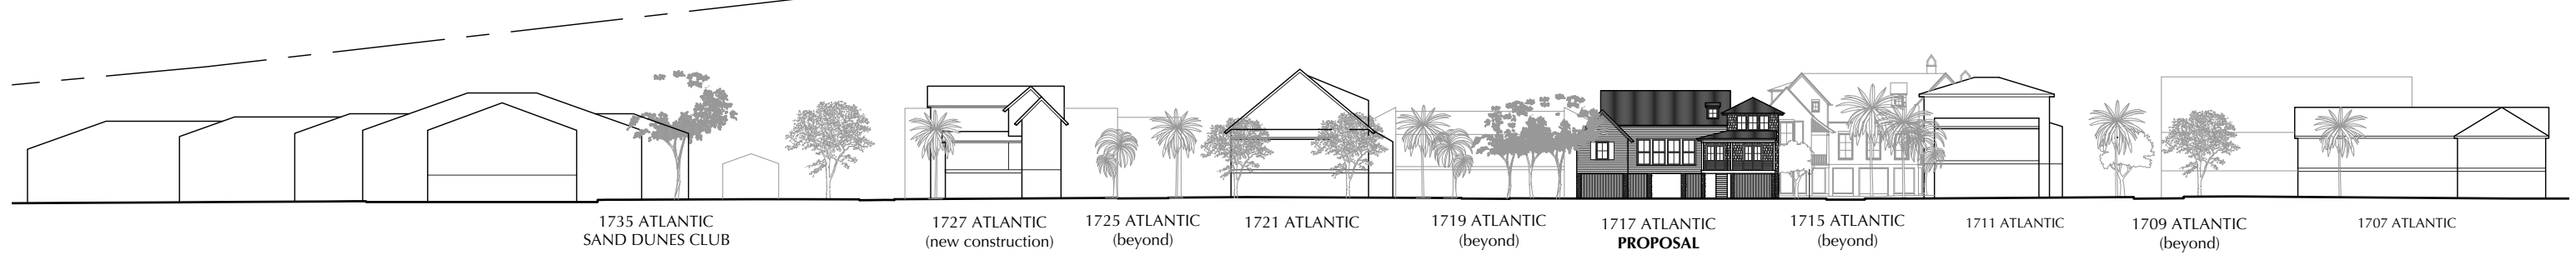 1735 ATLANTIC
SAND DUNES CLUB
1727 ATLANTIC
(new construction)
1725 ATLANTIC
(beyond)
1721 ATLANTIC
1719 ATLANTIC
(beyond)
1717 ATLANTIC
PROPOSAL
1715 ATLANTIC
(beyond)
1711 ATLANTIC
1709 ATLANTIC
(beyond)
1707 ATLANTIC